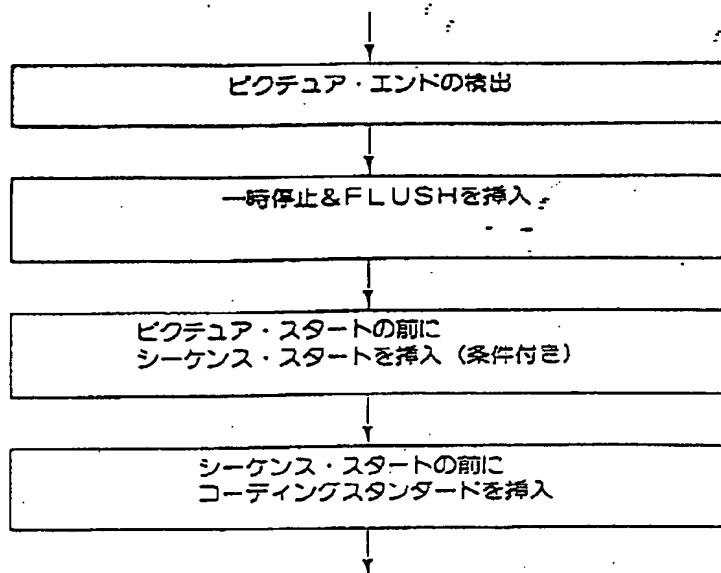 ピクチュア・エンドの検出
一時停止&FLUSHを挿入
ピクチュア・スタートの前に
シーケンス・スタートを挿入（条件付き）
シーケンス・スタートの前に
コーディングスタンダードを挿入